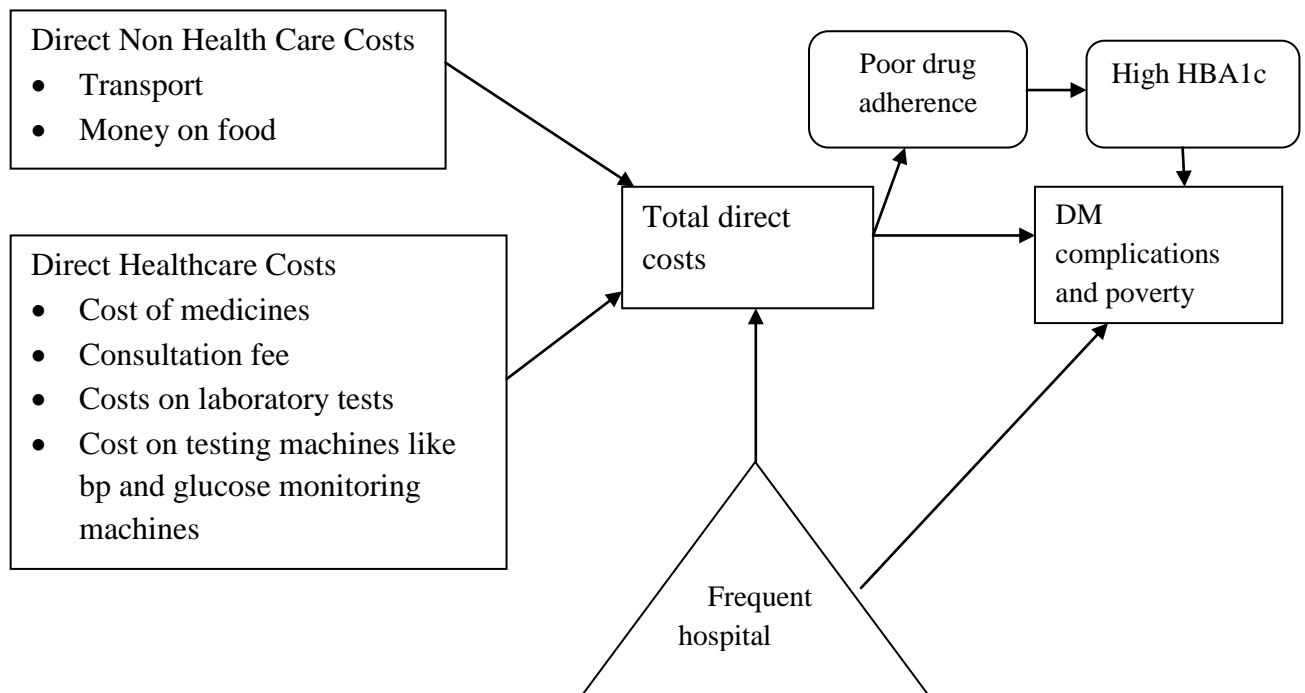 Direct Non Health Care Costs
• Transport
• Money on food
Direct Healthcare Costs
• Cost of medicines
• Consultation fee
• Costs on laboratory tests
• Cost on testing machines like
bp and glucose monitoring
machines
Total direct
costs
Poor drug
adherence
High HBA1c
DM
complications
and poverty
Frequent
hospital